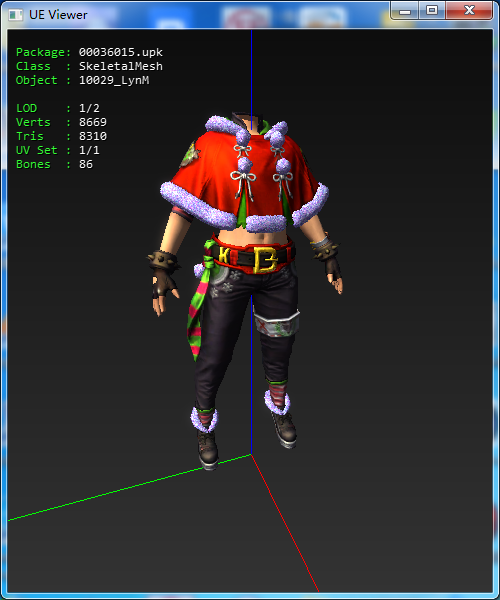 UE Viewer
Package: 00036015.upk
Class : SkeletalMesh
Object : 10029_LynM
LOD : 1/2
Verts : 8669
Tris : 8310
UV Set : 1/1
Bones : 86
K